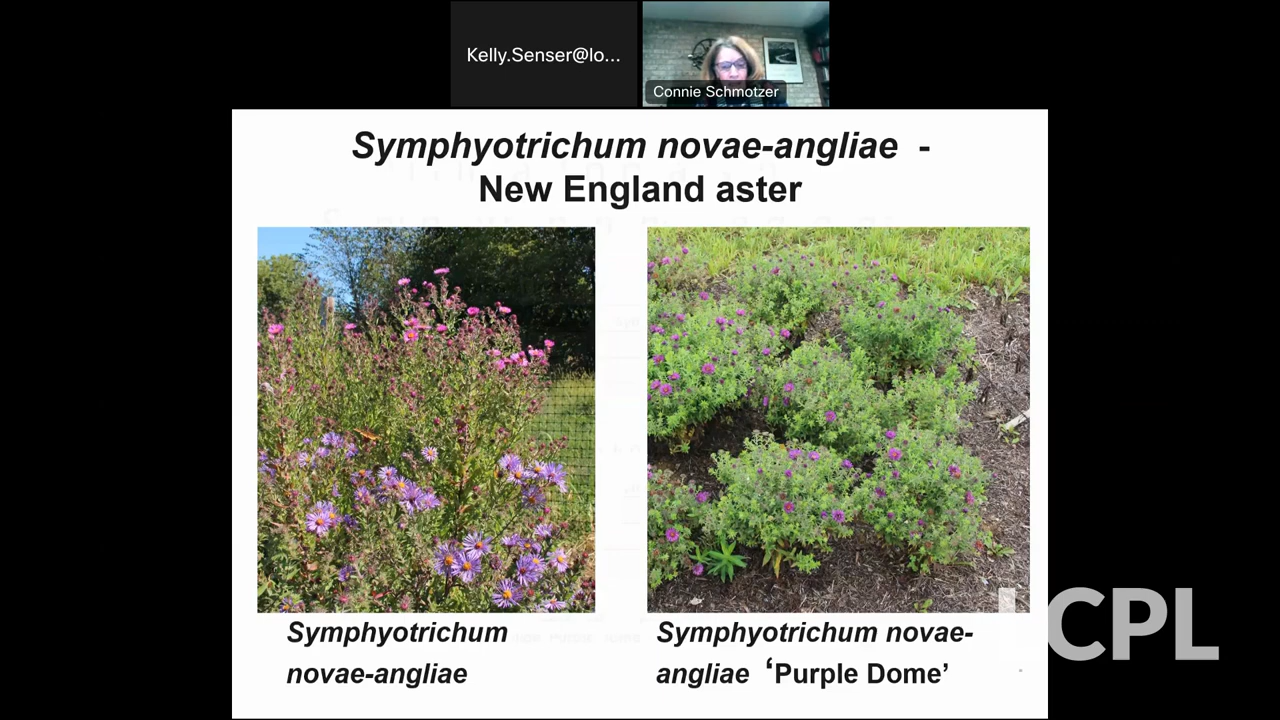 Kelly.Senser@lo...
Connie Schmotzer
Symphyotrichum novae-angliae -
New England aster
Symphyotrichum
novae-angliae
Symphyotrichum novae-
angliae ‘Purple Dome’
LCPL